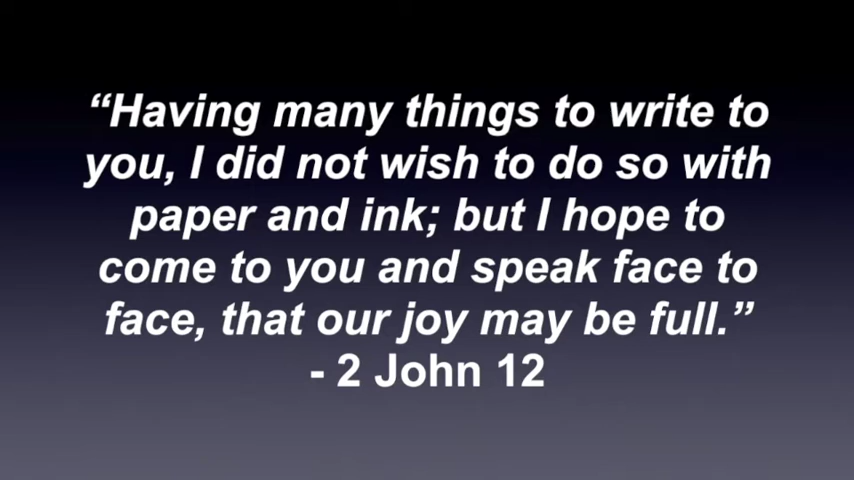 “Having many things to write to
you, I did not wish to do so with
paper and ink; but I hope to
come to you and speak face to
face, that our joy may be full.”
- 2 John 12